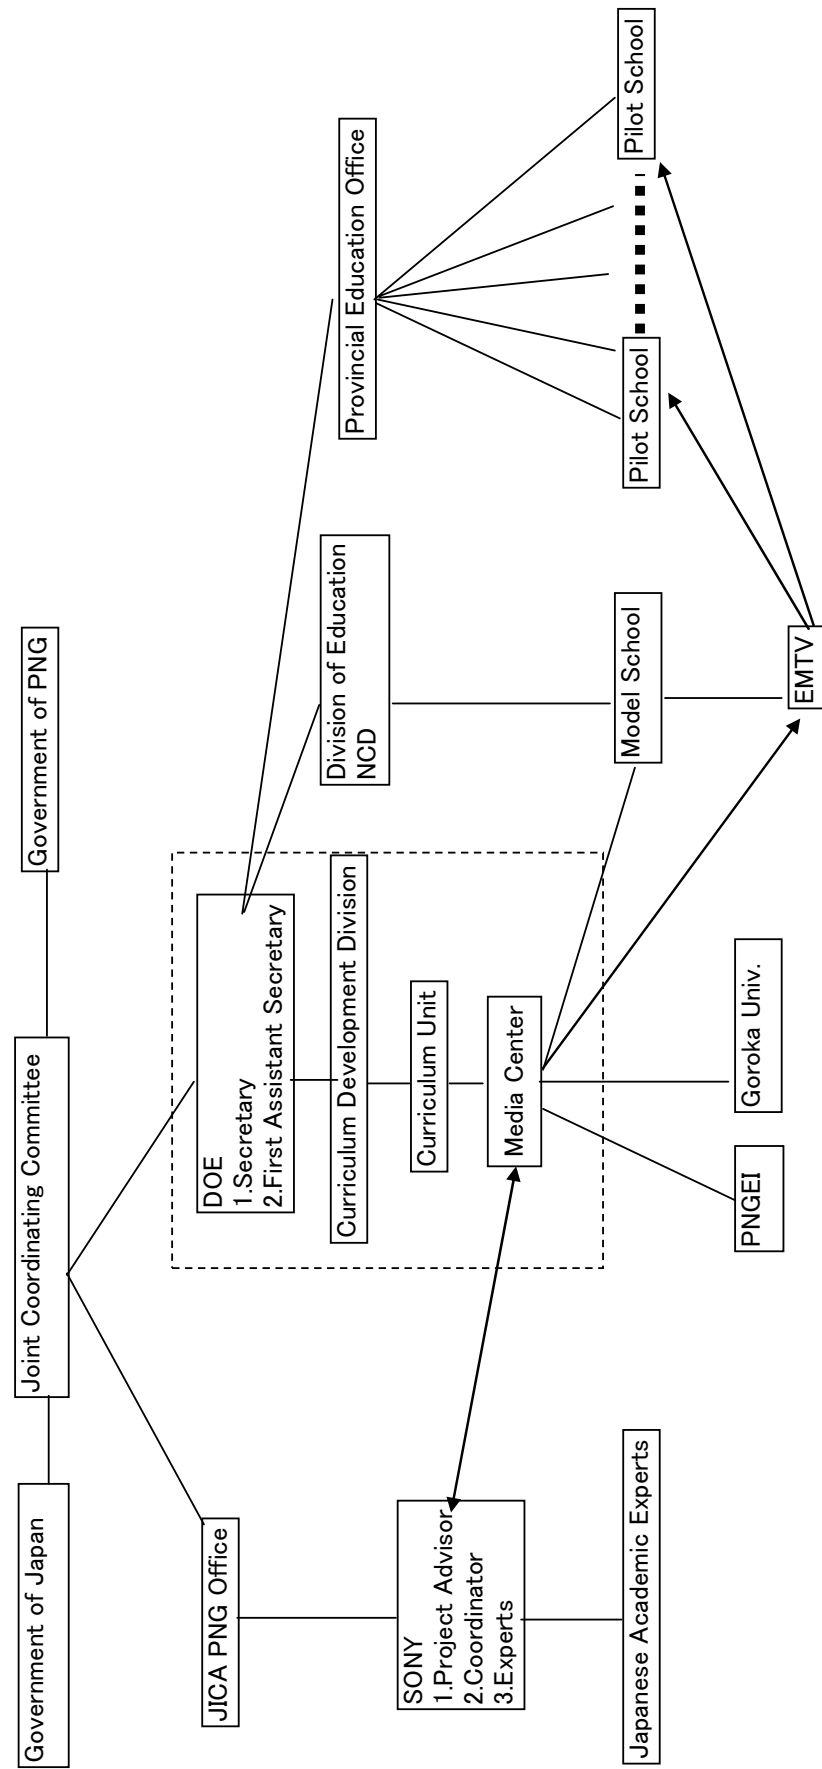 Government of Japan
Joint Coordinating Committee
Government of PNG
JICA PNG Office
DOE
1.Secretary
2.First Assistant Secretary
Curriculum Development Division
Division of Education
NCD
Provincial Education Office
SONY
1.Project Advisor
2.Coordinator
3.Experts
Curriculum Unit
Media Center
Japanese Academic Experts
Model School
Pilot School
Pilot School
PNGEI
Goroka Univ.
EMTV